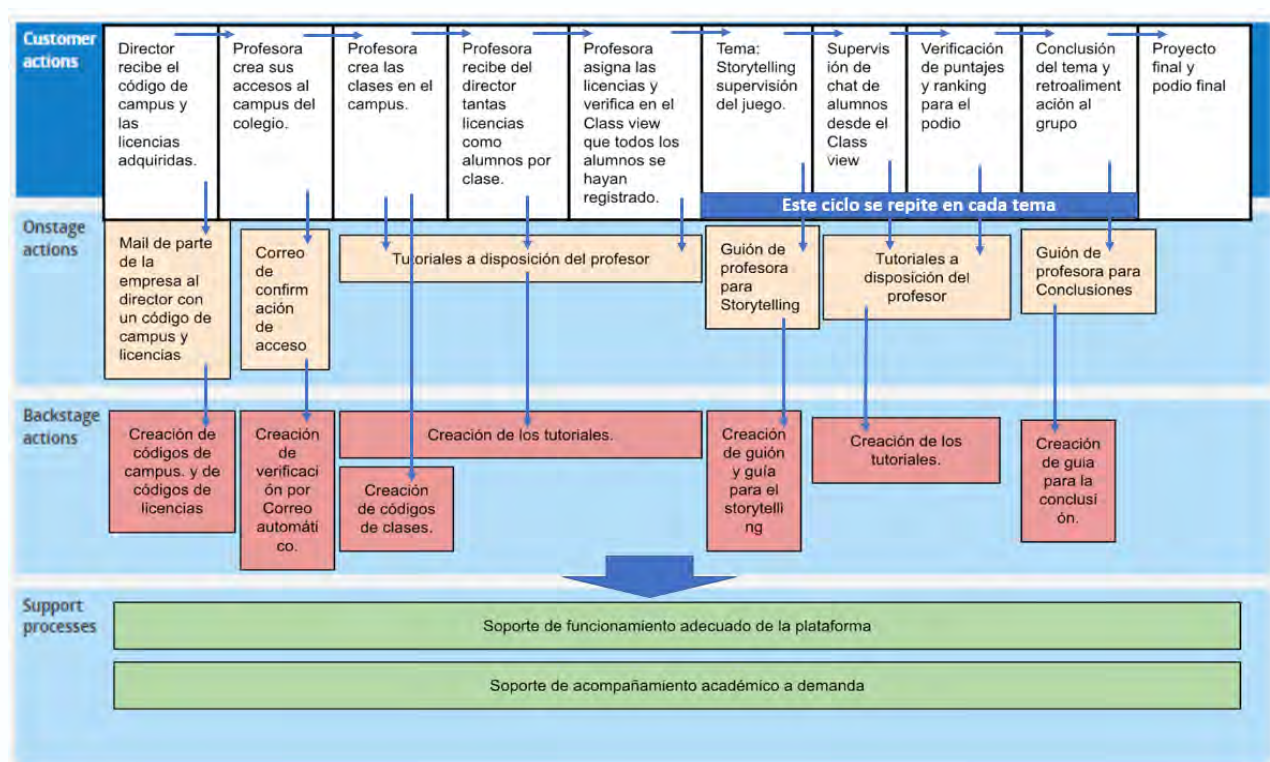 Customer
actions
Director
recibe el
código de
campus y
las
licencias
adquiridas.
Profesora
crea sus
accesos al
campus del
colegio.
Profesora
crea las
clases en el
campus.
Profesora
recibe del
director
tantas
licencias
como
alumnos por
clase.
Profesora
asigna las
licencias y
verifica en el
Class view
que todos los
alumnos se
hayan
registrado.
Tema:
Storytelling
supervisión
del juego.
Supervis
ión de
chat de
alumnos
desde el
Class
view
Verificación
de puntajes
y ranking
para el
podio
Conclusión
del tema y
retroaliment
ación al
grupo
Proyecto
final y
podio final
Este ciclo se repite en cada tema
Onstage
actions
Mail de parte
de la
empresa al
director con
un código de
campus y
licencias
Correo
de
confirm
ación
de
acceso
Tutoriales a disposición del profesor
Guión de
profesora
para
Storytelling
Tutoriales a
disposición del
profesor
Guión de
profesora para
Conclusiones
Backstage
actions
Creación de
códigos de
campus. y de
códigos de
licencias
Creación
de
verificaci
ón por
Correo
automáti
co.
Creación de los tutoriales.
Creación
de códigos
de clases.
Creación
de guión
y guía
para el
storytelli
ng
Creación de los
tutoriales.
Creación
de guia
para la
conclusi
ón.
Support
processes
Soporte de funcionamiento adecuado de la plataforma
Soporte de acompañamiento académico a demanda